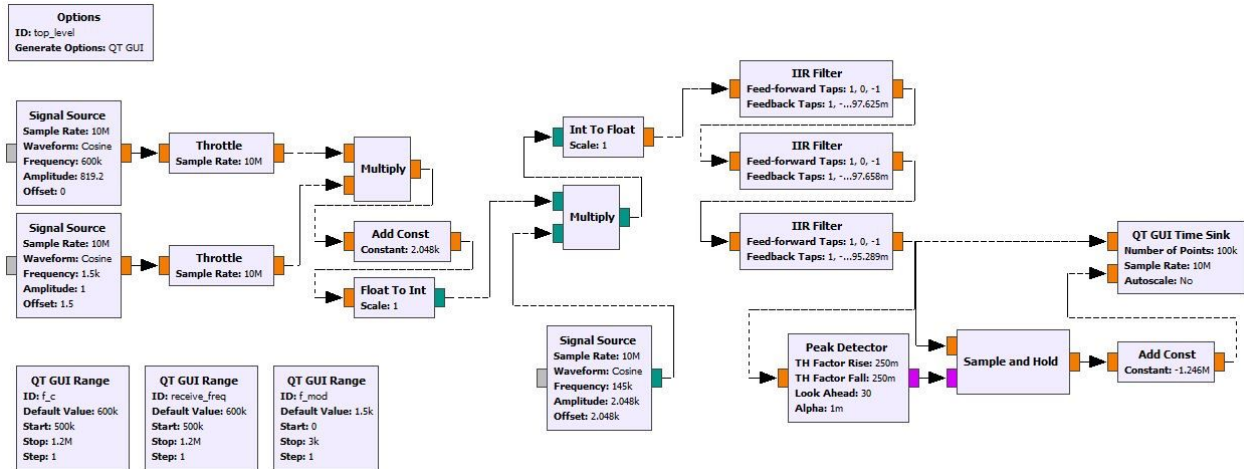 Options
ID: top_level
Generate Options: QT GUI
Signal Source
Sample Rate: 10M
Waveform: Cosine
Frequency: 600k
Amplitude: 819.2
Offset: 0
Throttle
Sample Rate: 10M
Multiply
Signal Source
Sample Rate: 10M
Waveform: Cosine
Frequency: 1.5k
Amplitude: 1
Offset: 1.5
Throttle
Sample Rate: 10M
Add Const
Constant: 2.048k
Float To Int
Scale: 1
Int To Float
Scale: 1
Multiply
Signal Source
Sample Rate: 10M
Waveform: Cosine
Frequency: 145k
Amplitude: 2.048k
Offset: 2.048k
IIR Filter
Feed-forward Taps: 1, 0, -1
Feedback Taps: 1, -...97.625m
IIR Filter
Feed-forward Taps: 1, 0, -1
Feedback Taps: 1, -...97.658m
IIR Filter
Feed-forward Taps: 1, 0, -1
Feedback Taps: 1, -...95.289m
QT GUI Time Sink
Number of Points: 100k
Sample Rate: 10M
Autoscale: No
Peak Detector
TH Factor Rise: 250m
TH Factor Fall: 250m
Look Ahead: 30
Alpha: 1m
Sample and Hold
Add Const
Constant: -1.246M
QT GUI Range
ID: f_c
Default Value: 600k
Start: 500k
Stop: 1.2M
Step: 1
QT GUI Range
ID: receive_freq
Default Value: 600k
Start: 500k
Stop: 1.2M
Step: 1
QT GUI Range
ID: f_mod
Default Value: 1.5k
Start: 0
Stop: 3k
Step: 1